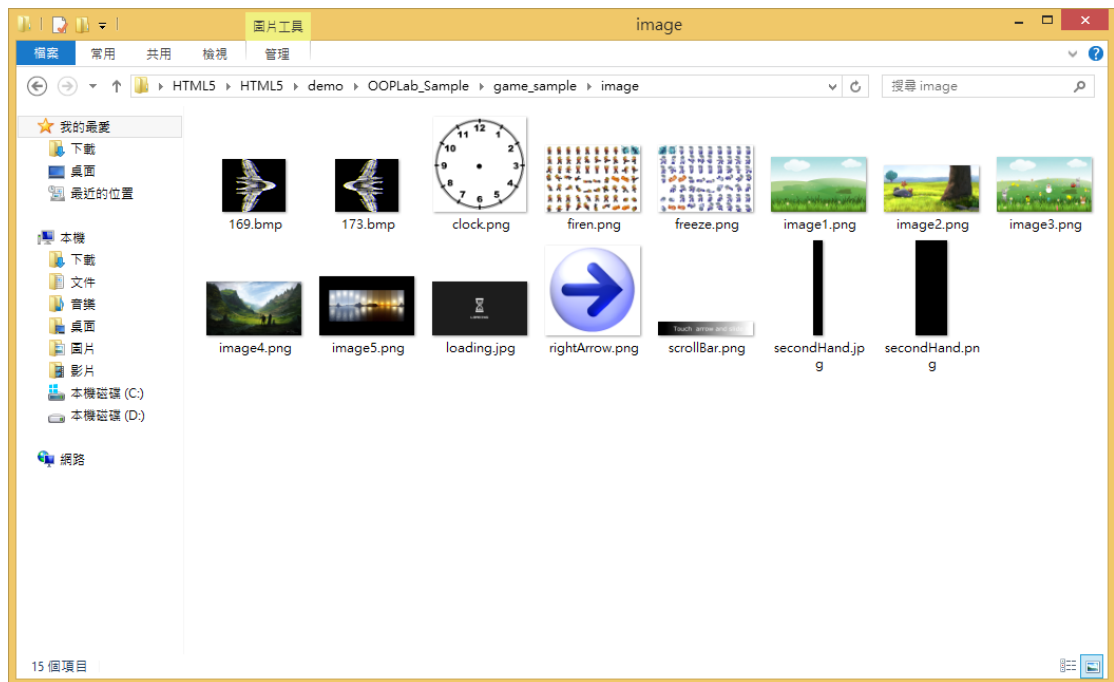 圖片工具
image
檔案
常用
共用
檢視
管理
HTML5 HTML5 demo OOPLab_Sample game_sample image
搜尋 image
我的最愛
下載
桌面
最近的位置
本機
下載
文件
音樂
桌面
圖片
影片
本機磁碟 (C:)
本機磁碟 (D:)
網路
12
1
2
3
4
5
6
7
8
9
10
11
169.bmp
173.bmp
clock.png
firen.png
freeze.png
image1.png
image2.png
image3.png
Touch arrow and
image4.png
image5.png
loading.jpg
rightArrow.png
scrollBar.png
secondHand.jp
g
secondHand.pn
g
15 個項目